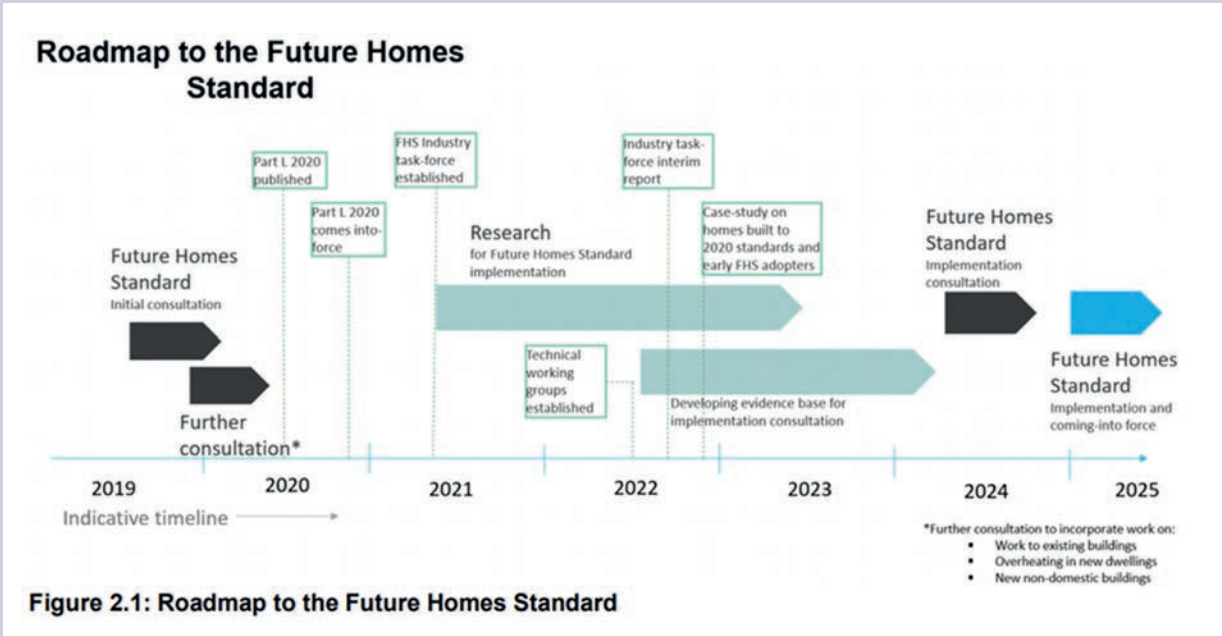 Roadmap to the Future Homes
Standard
Part L 2020
published
Part L 2020
comes into-
force
FHS Industry
task-force
established
Industry task-
force interim
report
Case-study on
homes built to
2020 standards and
early FHS adopters
Future Homes
Standard
Initial consultation
Further
consultation*
Research
for Future Homes Standard
implementation
Technical
working
groups
established
Developing evidence base for
implementation consultation
Future Homes
Standard
Implementation
consultation
Future Homes
Standard
Implementation and
coming-into force
2019
2020
2021
2022
2023
2024
2025
Indicative timeline
*Further consultation to incorporate work on:
▪ Work to existing buildings
▪ Overheating in new dwellings
▪ New non-domestic buildings
Figure 2.1: Roadmap to the Future Homes Standard